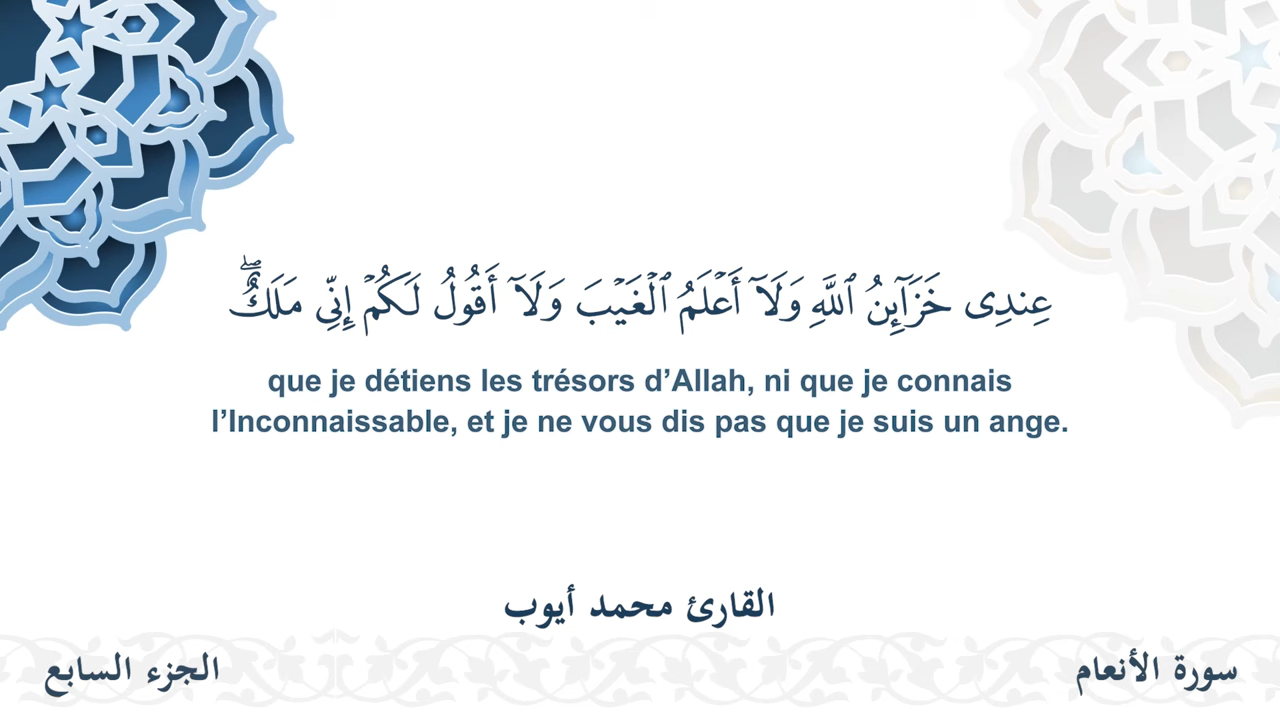 عِندِى خَزَآئِنُ ٱللَّهِ وَلَآ أَعْلَمُ ٱلْغَيْبَ وَلَآ أَقُولُ لَكُمْ إِنِّى مَلَكٌ ۖ
que je détiens les trésors d’Allah, ni que je connais
l’Inconnaissable, et je ne vous dis pas que je suis un ange.
القارئ محمد أيوب
سورة الأنعام
الجزء السابع